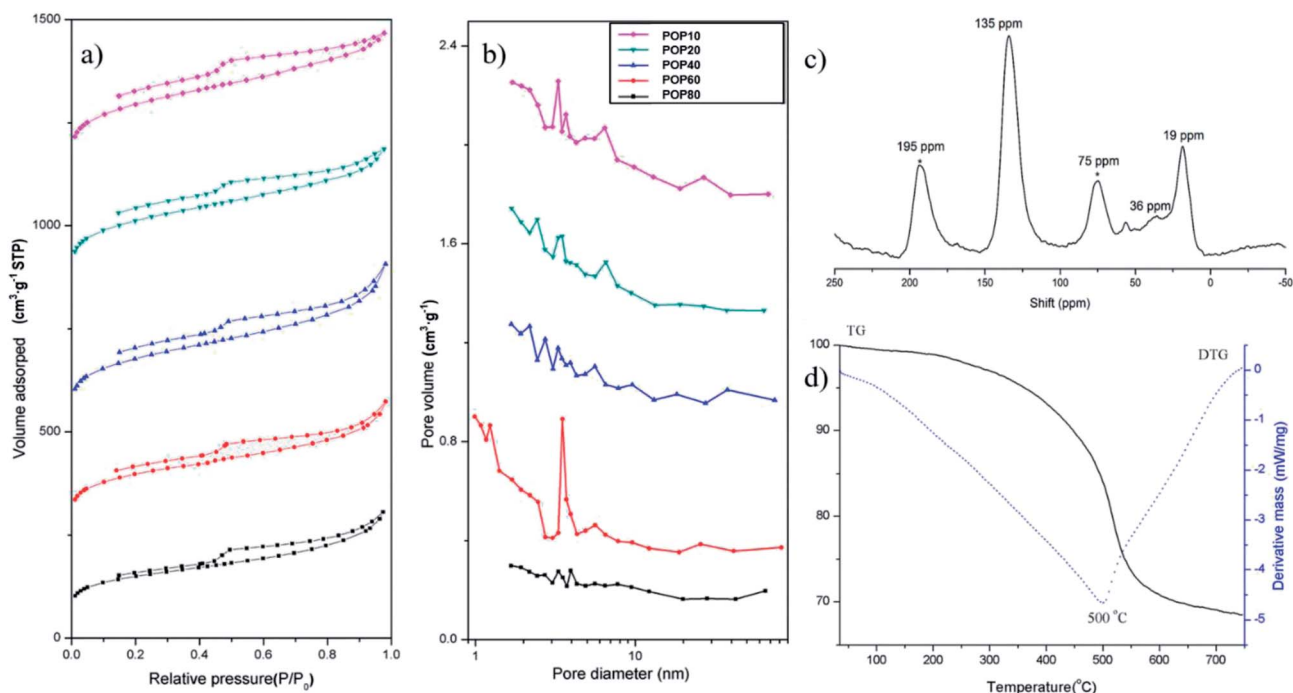 a)
1500
1000
500
0
Volume adsorped (cm³·g⁻¹ STP)
0.0 0.2 0.4 0.6 0.8 1.0
Relative pressure(P/P₀)
b)
POP10
POP20
POP40
POP60
POP80
2.4
1.6
0.8
0.0
Pore volume (cm³·g⁻¹)
1 10
Pore diameter (nm)
c)
135 ppm
195 ppm
*
75 ppm
*
36 ppm
19 ppm
250 200 150 100 50 0 -50
Shift (ppm)
d)
TG
DTG
100
90
80
70
500 °C
0
-1
-2
-3
-4
-5
Derivative mass (mW/mg)
100 200 300 400 500 600 700
Temperature(°C)